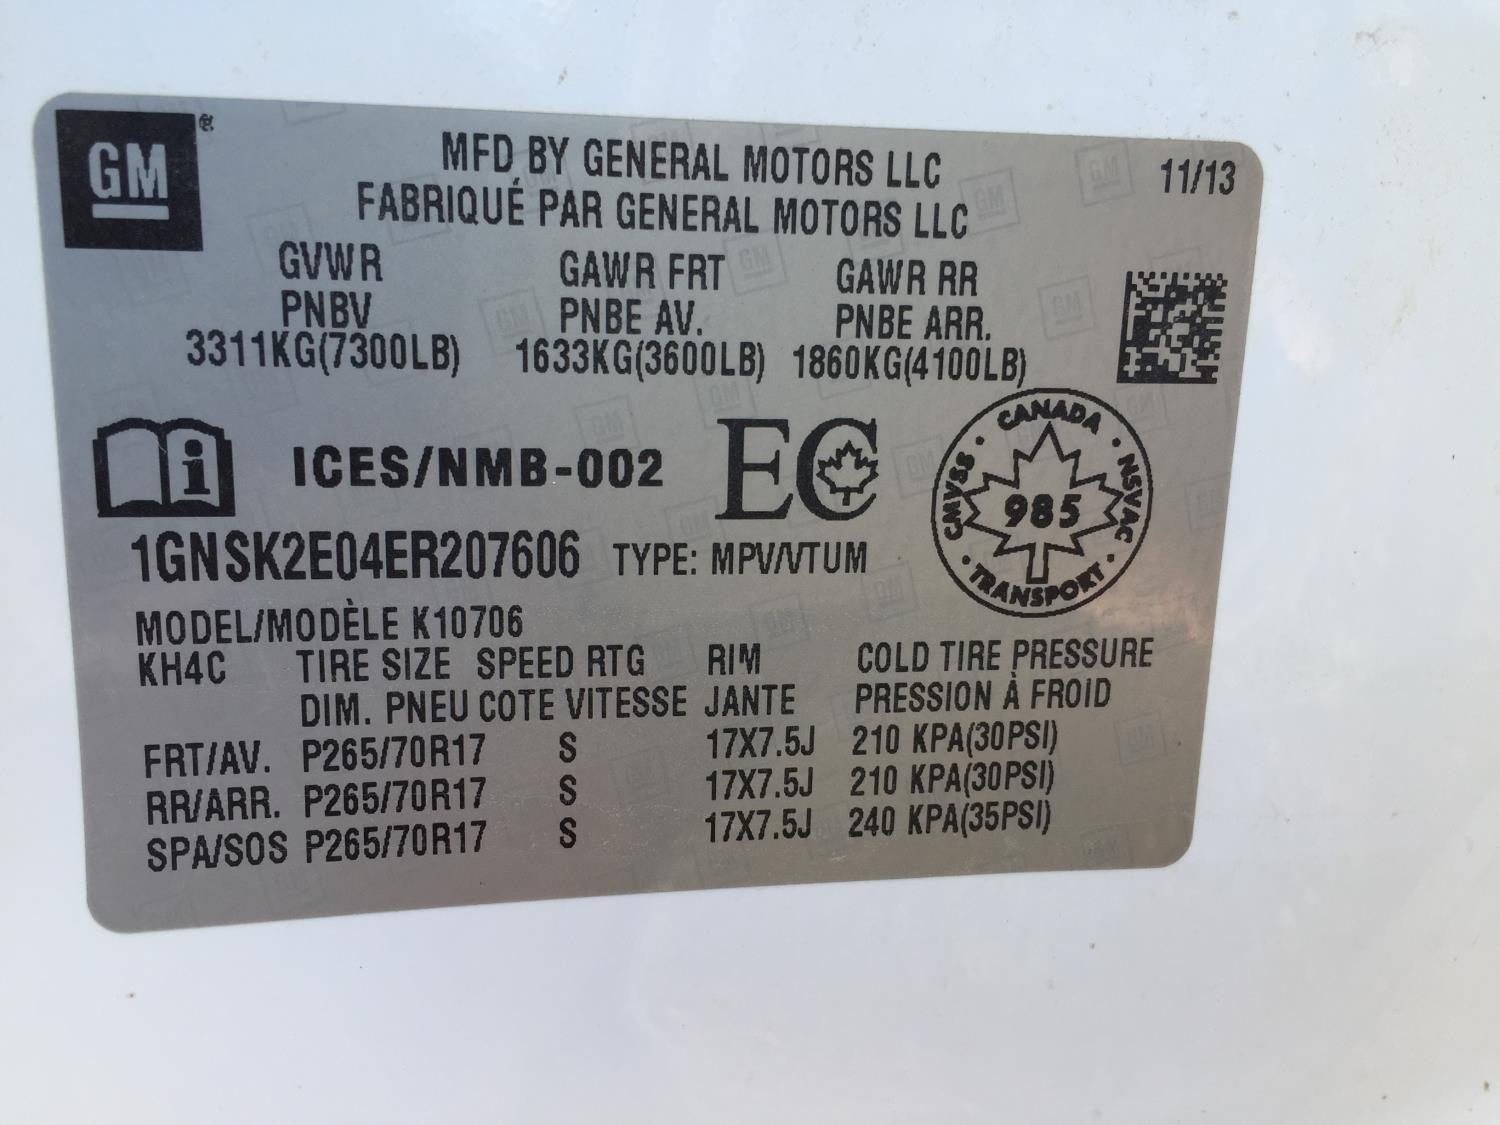 GM®
MFD BY GENERAL MOTORS LLC 11/13
FABRIQUÉ PAR GENERAL MOTORS LLC
GVWR GAWR FRT GAWR RR
PNBV PNBE AV. PNBE ARR.
3311KG(7300LB) 1633KG(3600LB) 1860KG(4100LB)
i ICES/NMB-002 EC
CANADA
CMVSS 985 NSVAC
TRANSPORT
1GNSK2E04ER207606 TYPE: MPV/VTUM
MODEL/MODÈLE K10706
KH4C TIRE SIZE SPEED RTG RIM COLD TIRE PRESSURE
DIM. PNEU COTE VITESSE JANTE PRESSION À FROID
FRT/AV. P265/70R17 S 17X7.5J 210 KPA(30PSI)
RR/ARR. P265/70R17 S 17X7.5J 210 KPA(30PSI)
SPA/SOS P265/70R17 S 17X7.5J 240 KPA(35PSI)